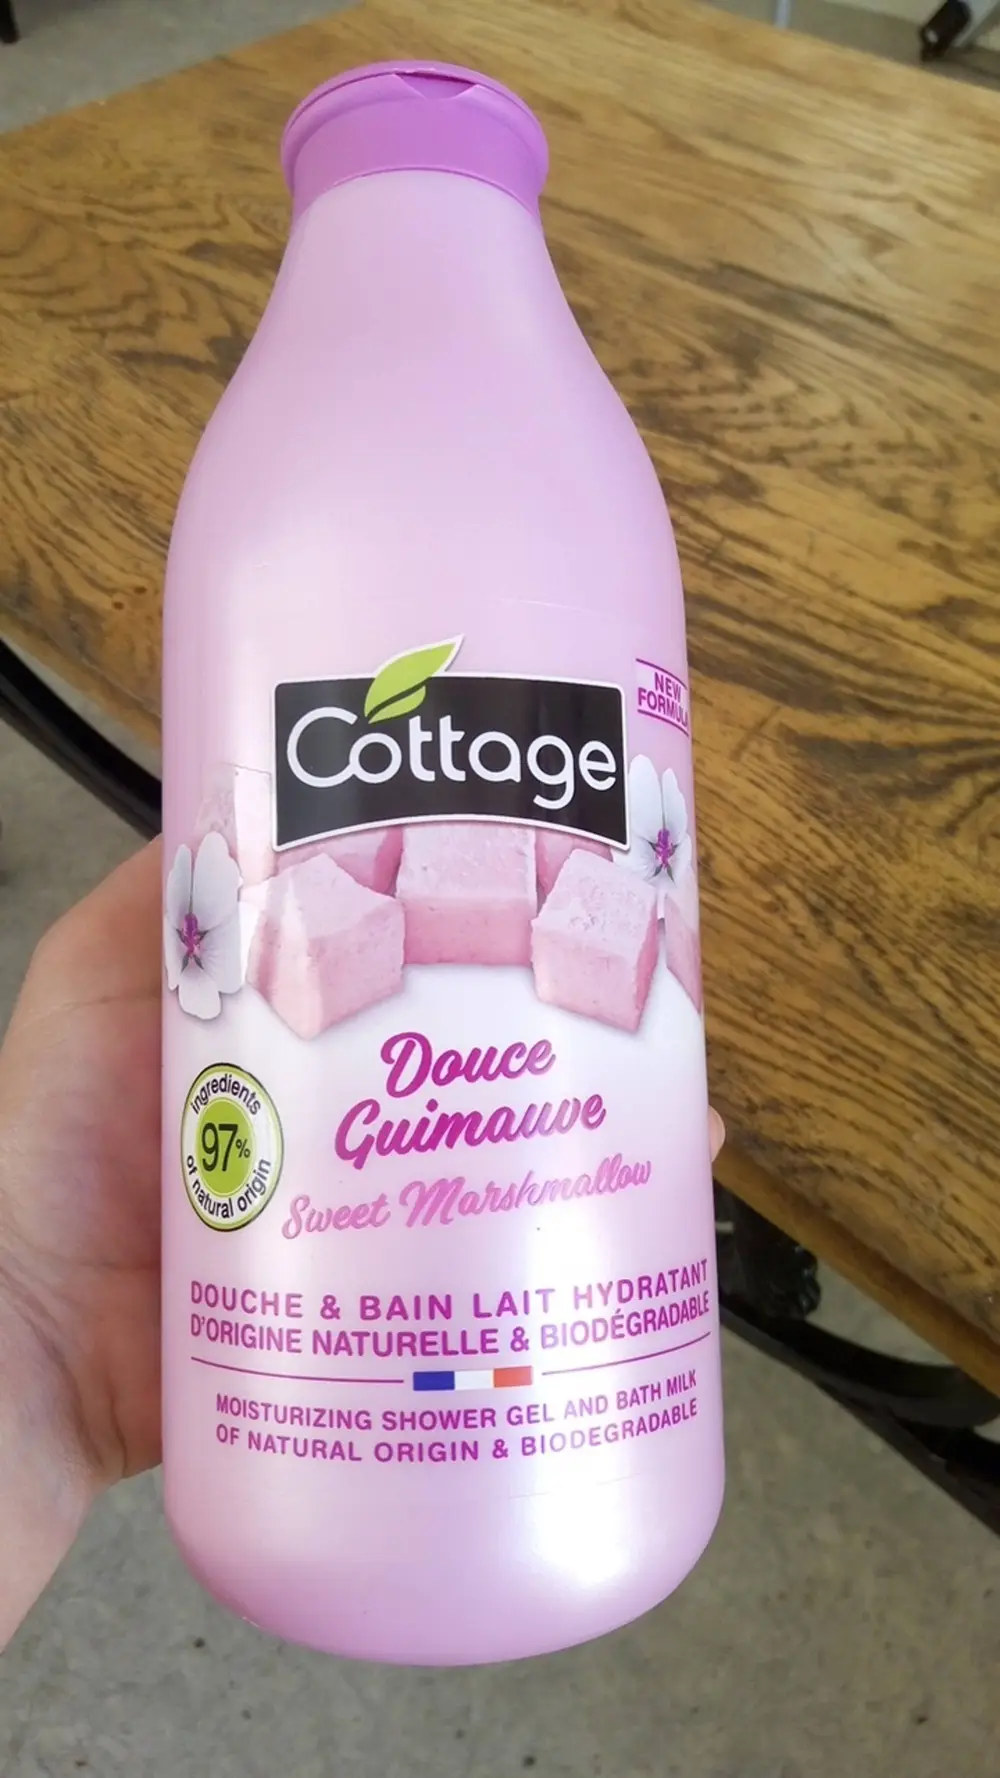 Cottage
NEW
FORMULA
Douce
Guimauve
Sweet Marshmallow
ingredients
97%
of natural origin
DOUCHE & BAIN LAIT HYDRATANT
D'ORIGINE NATURELLE & BIODÉGRADABLE
MOISTURIZING SHOWER GEL AND BATH MILK
OF NATURAL ORIGIN & BIODEGRADABLE